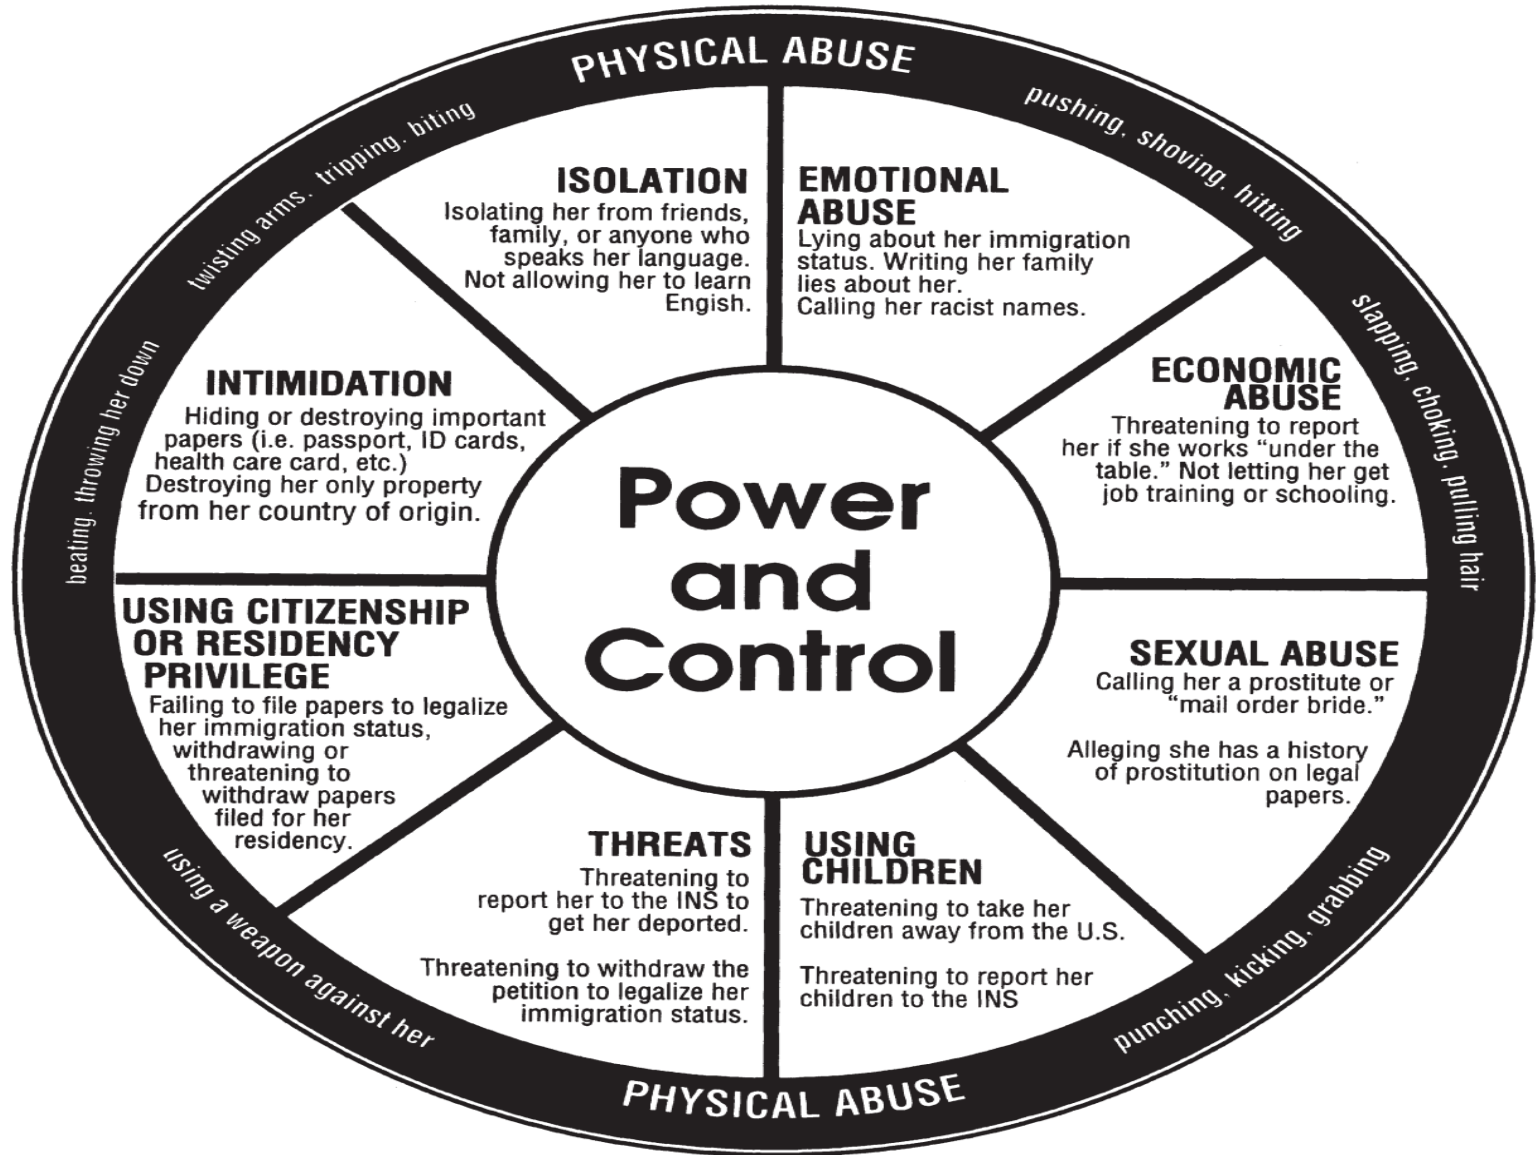 PHYSICAL ABUSE
twisting arms, tripping, biting
pushing, shoving, hitting
ISOLATION
Isolating her from friends,
family, or anyone who
speaks her language.
Not allowing her to learn
Engish.
EMOTIONAL
ABUSE
Lying about her immigration
status. Writing her family
lies about her.
Calling her racist names.
beating, throwing her down
INTIMIDATION
Hiding or destroying important
papers (i.e. passport, ID cards,
health care card, etc.)
Destroying her only property
from her country of origin.
ECONOMIC
ABUSE
Threatening to report
her if she works “under the
table.” Not letting her get
job training or schooling.
slapping, choking, pulling hair
Power
and
Control
USING CITIZENSHIP
OR RESIDENCY
PRIVILEGE
Failing to file papers to legalize
her immigration status,
withdrawing or
threatening to
withdraw papers
filed for her
residency.
SEXUAL ABUSE
Calling her a prostitute or
“mail order bride.”
Alleging she has a history
of prostitution on legal
papers.
THREATS
Threatening to
report her to the INS to
get her deported.
Threatening to withdraw the
petition to legalize her
immigration status.
USING
CHILDREN
Threatening to take her
children away from the U.S.
Threatening to report her
children to the INS
using a weapon against her
punching, kicking, grabbing
PHYSICAL ABUSE